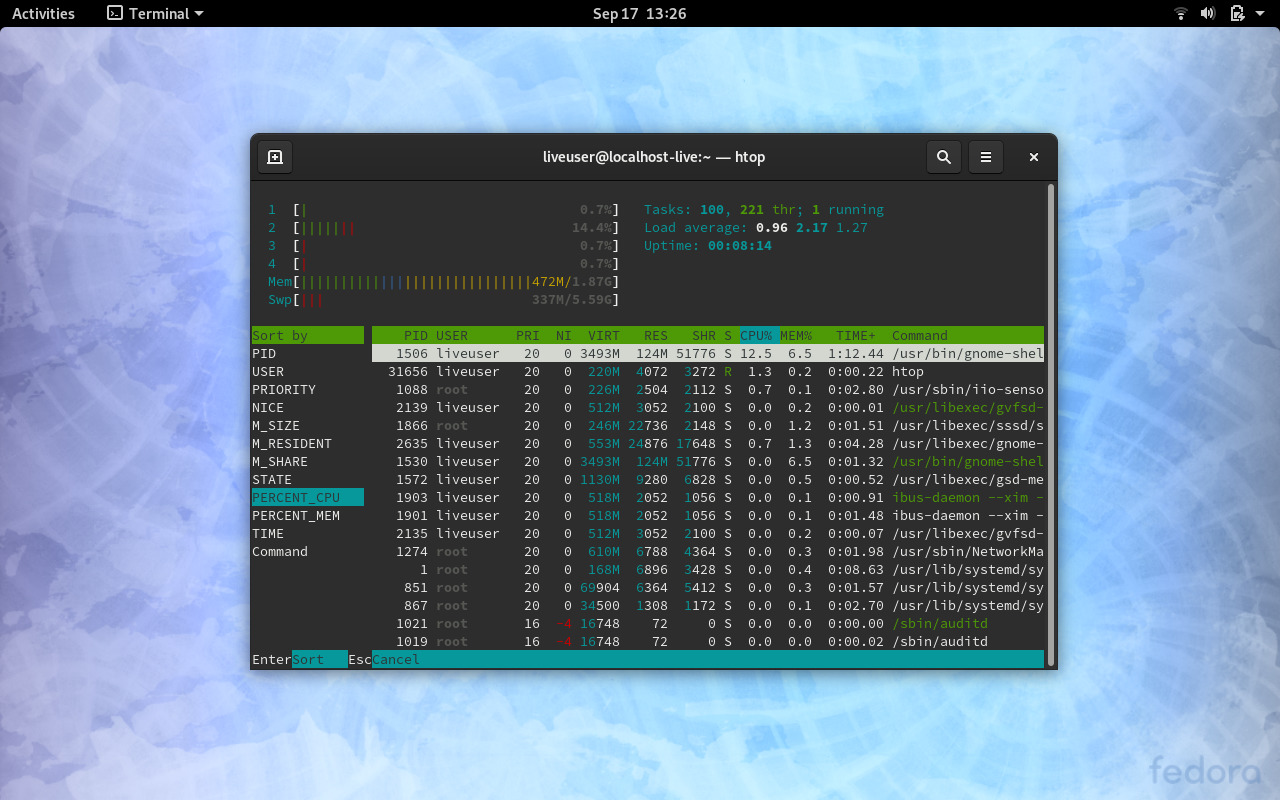 Activities Terminal Sep 17 13:26
liveuser@localhost-live:~ — htop
1 [| 0.7%] Tasks: 100, 221 thr; 1 running
2 [||||||| 14.4%] Load average: 0.96 2.17 1.27
3 [| 0.7%] Uptime: 00:08:14
4 [| 0.7%]
Mem[|||||||||||||||||||||||||||||472M/1.87G]
Swp[||| 337M/5.59G]
Sort by PID USER PRI NI VIRT RES SHR S CPU% MEM% TIME+ Command
PID 1506 liveuser 20 0 3493M 124M 51776 S 12.5 6.5 1:12.44 /usr/bin/gnome-shel
USER 31656 liveuser 20 0 220M 4072 3272 R 1.3 0.2 0:00.22 htop
PRIORITY 1088 root 20 0 226M 2504 2112 S 0.7 0.1 0:02.80 /usr/sbin/iio-senso
NICE 2139 liveuser 20 0 512M 3052 2100 S 0.0 0.2 0:00.01 /usr/libexec/gvfsd-
M_SIZE 1866 root 20 0 246M 22736 2148 S 0.0 1.2 0:01.51 /usr/libexec/sssd/s
M_RESIDENT 2635 liveuser 20 0 553M 24876 17648 S 0.7 1.3 0:04.28 /usr/libexec/gnome-
M_SHARE 1530 liveuser 20 0 3493M 124M 51776 S 0.0 6.5 0:01.32 /usr/bin/gnome-shel
STATE 1572 liveuser 20 0 1130M 9280 6828 S 0.0 0.5 0:00.52 /usr/libexec/gsd-me
PERCENT_CPU 1903 liveuser 20 0 518M 2052 1056 S 0.0 0.1 0:00.91 ibus-daemon --xim -
PERCENT_MEM 1901 liveuser 20 0 518M 2052 1056 S 0.0 0.1 0:01.48 ibus-daemon --xim -
TIME 2135 liveuser 20 0 512M 3052 2100 S 0.0 0.2 0:00.07 /usr/libexec/gvfsd-
Command 1274 root 20 0 610M 6788 4364 S 0.0 0.3 0:01.98 /usr/sbin/NetworkMa
1 root 20 0 168M 6896 3428 S 0.0 0.4 0:08.63 /usr/lib/systemd/sy
851 root 20 0 69904 6364 5412 S 0.0 0.3 0:01.57 /usr/lib/systemd/sy
867 root 20 0 34500 1308 1172 S 0.0 0.1 0:02.70 /usr/lib/systemd/sy
1021 root 16 -4 16748 72 0 S 0.0 0.0 0:00.00 /sbin/auditd
1019 root 16 -4 16748 72 0 S 0.0 0.0 0:00.02 /sbin/auditd
EnterSort EscCancel
fedora